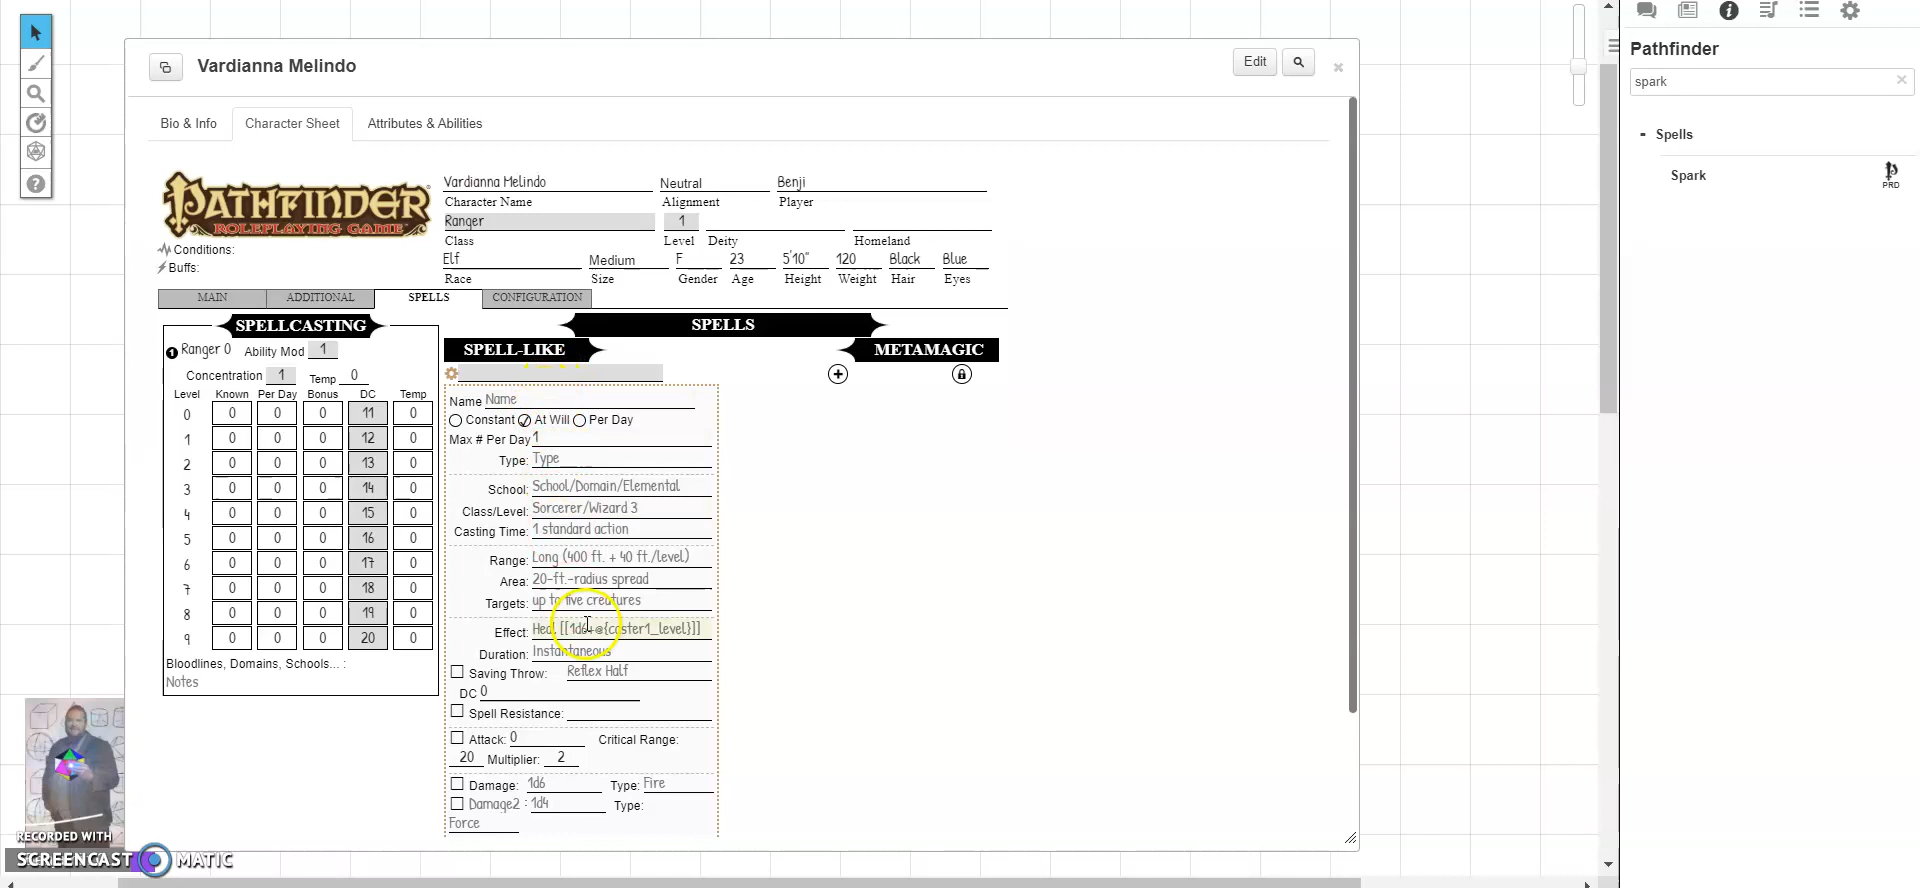 Vardianna Melindo
Edit
Bio & Info
Character Sheet
Attributes & Abilities
PATHFINDER
ROLEPLAYING GAME
Conditions:
Buffs:
Vardianna Melindo Neutral Benji
Character Name Alignment Player
Ranger 1
Class Level Deity Homeland
Elf Medium F 23 5'10" 120 Black Blue
Race Size Gender Age Height Weight Hair Eyes
MAIN ADDITIONAL SPELLS CONFIGURATION
SPELLCASTING
1 Ranger 0 Ability Mod 1
Concentration 1 Temp 0
Level Known Per Day Bonus DC Temp
0 0 0 0 11 0
1 0 0 0 12 0
2 0 0 0 13 0
3 0 0 0 14 0
4 0 0 0 15 0
5 0 0 0 16 0
6 0 0 0 17 0
7 0 0 0 18 0
8 0 0 0 19 0
9 0 0 0 20 0
Bloodlines, Domains, Schools... :
Notes
SPELLS
SPELL-LIKE
METAMAGIC
Name Name
Constant At Will Per Day
Max # Per Day 1
Type: Type
School: School/Domain/Elemental
Class/Level: Sorcerer/Wizard 3
Casting Time: 1 standard action
Range: Long (400 ft. + 40 ft./level)
Area: 20-ft.-radius spread
Targets: up to five creatures
Effect: Heal [[1d6+@{caster1_level}]]
Duration: Instantaneous
Saving Throw: Reflex Half
DC 0
Spell Resistance:
Attack: 0 Critical Range:
20 Multiplier: 2
Damage: 1d6 Type: Fire
Damage2 : 1d4 Type:
Force
Pathfinder
spark
Spells
Spark
PRD
RECORDED WITH
SCREENCAST MATIC